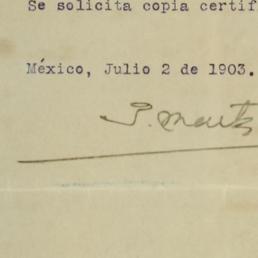 Se solicita copia certif
México, Julio 2 de 1903.